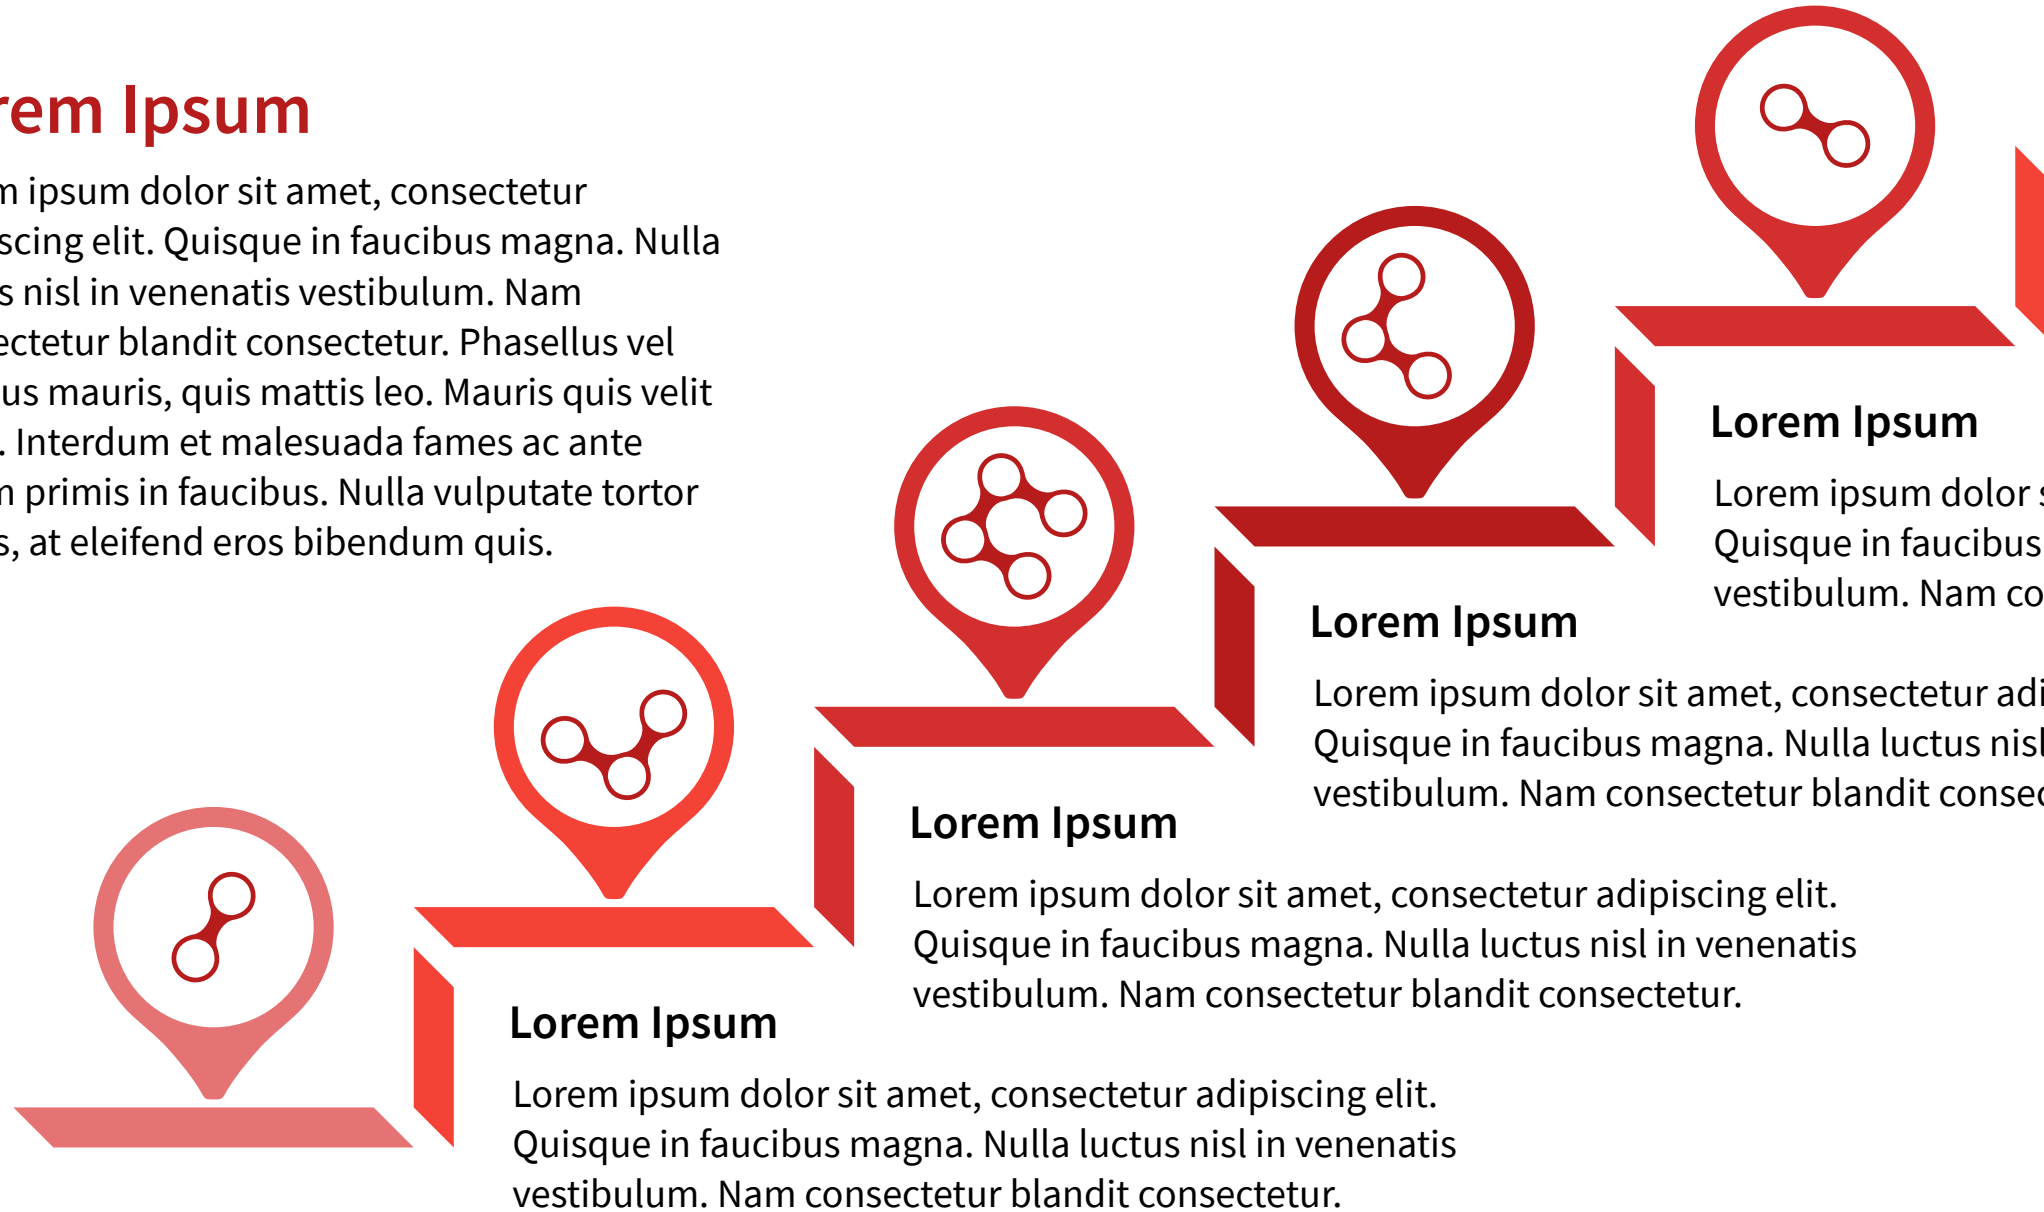 rem Ipsum
m ipsum dolor sit amet, consectetur
scing elit. Quisque in faucibus magna. Nulla
s nisl in venenatis vestibulum. Nam
ectetur blandit consectetur. Phasellus vel
us mauris, quis mattis leo. Mauris quis velit
. Interdum et malesuada fames ac ante
m primis in faucibus. Nulla vulputate tortor
s, at eleifend eros bibendum quis.
Lorem Ipsum
Lorem ipsum dolor s
Quisque in faucibus
vestibulum. Nam co
Lorem Ipsum
Lorem ipsum dolor sit amet, consectetur adi
Quisque in faucibus magna. Nulla luctus nisl
vestibulum. Nam consectetur blandit consec
Lorem Ipsum
Lorem ipsum dolor sit amet, consectetur adipiscing elit.
Quisque in faucibus magna. Nulla luctus nisl in venenatis
vestibulum. Nam consectetur blandit consectetur.
Lorem Ipsum
Lorem ipsum dolor sit amet, consectetur adipiscing elit.
Quisque in faucibus magna. Nulla luctus nisl in venenatis
vestibulum. Nam consectetur blandit consectetur.